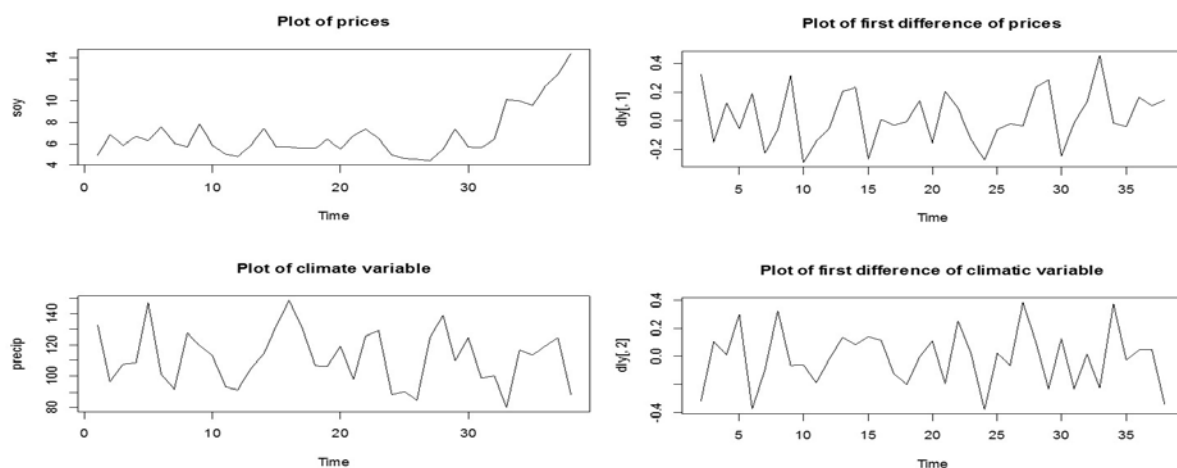 Plot of prices
soy
14
10
8
6
4
0 10 20 30
Time
Plot of first difference of prices
dly[, 1]
0.4
0.2
0.0
-0.2
5 10 15 20 25 30 35
Time
Plot of climate variable
precip
140
120
100
80
0 10 20 30
Time
Plot of first difference of climatic variable
dly[, 2]
0.4
0.2
0.0
-0.4
5 10 15 20 25 30 35
Time